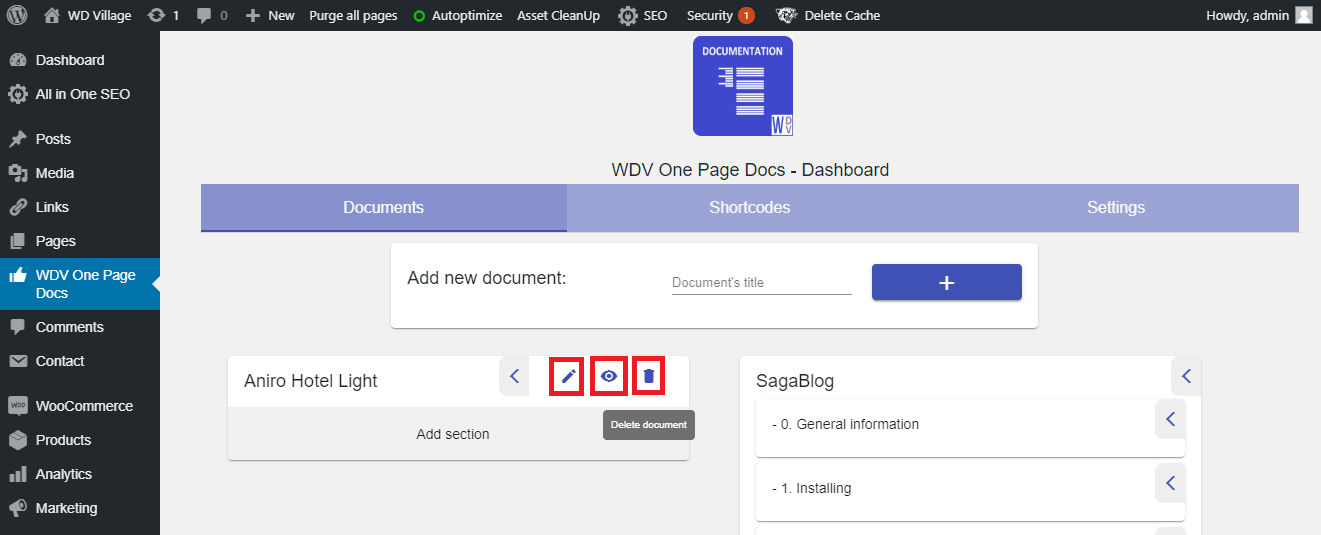 WD Village 1 0 New Purge all pages Autoptimize Asset CleanUp SEO Security 1 Delete Cache Howdy, admin
Dashboard
All in One SEO
Posts
Media
Links
Pages
WDV One Page
Docs
Comments
Contact
WOO WooCommerce
Products
Analytics
Marketing
DOCUMENTATION
WDV
WDV One Page Docs - Dashboard
Documents Shortcodes Settings
Add new document: Document's title +
Aniro Hotel Light
Add section
Delete document
SagaBlog
- 0. General information
- 1. Installing